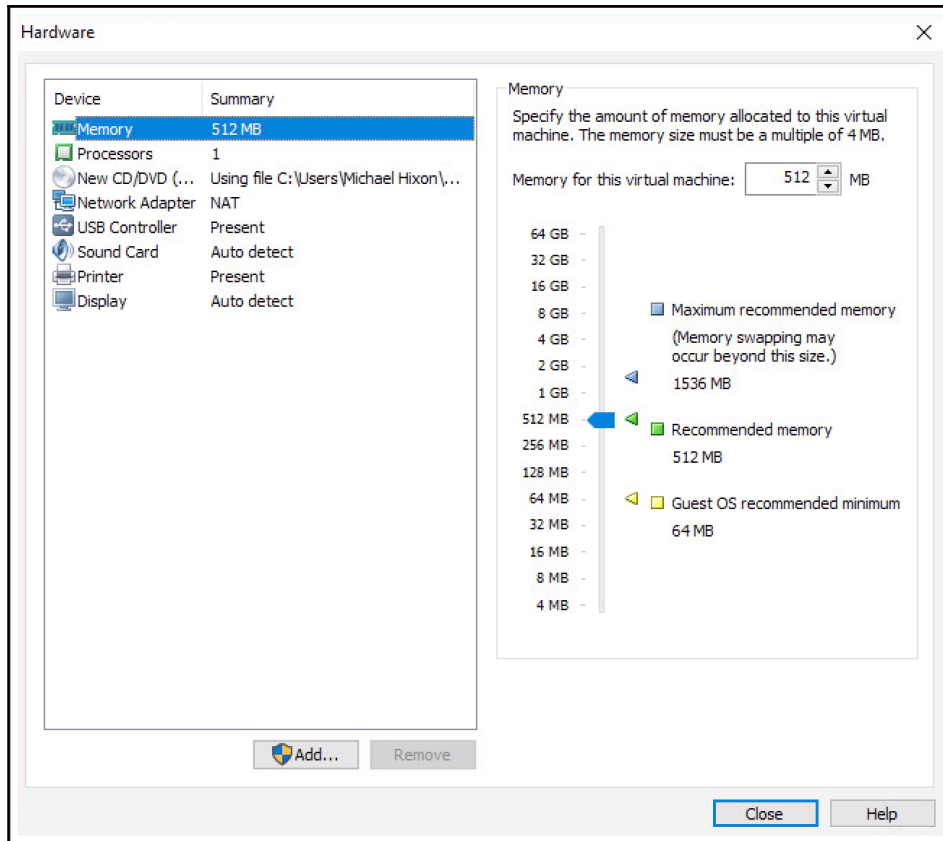 Hardware
Device Summary
Memory 512 MB
Processors 1
New CD/DVD (... Using file C:\Users\Michael Hixon\...
Network Adapter NAT
USB Controller Present
Sound Card Auto detect
Printer Present
Display Auto detect
Add...
Remove
Memory
Specify the amount of memory allocated to this virtual
machine. The memory size must be a multiple of 4 MB.
Memory for this virtual machine: 512 MB
64 GB
32 GB
16 GB
8 GB
4 GB
2 GB
1 GB
512 MB
256 MB
128 MB
64 MB
32 MB
16 MB
8 MB
4 MB
Maximum recommended memory
(Memory swapping may
occur beyond this size.)
1536 MB
Recommended memory
512 MB
Guest OS recommended minimum
64 MB
Close
Help